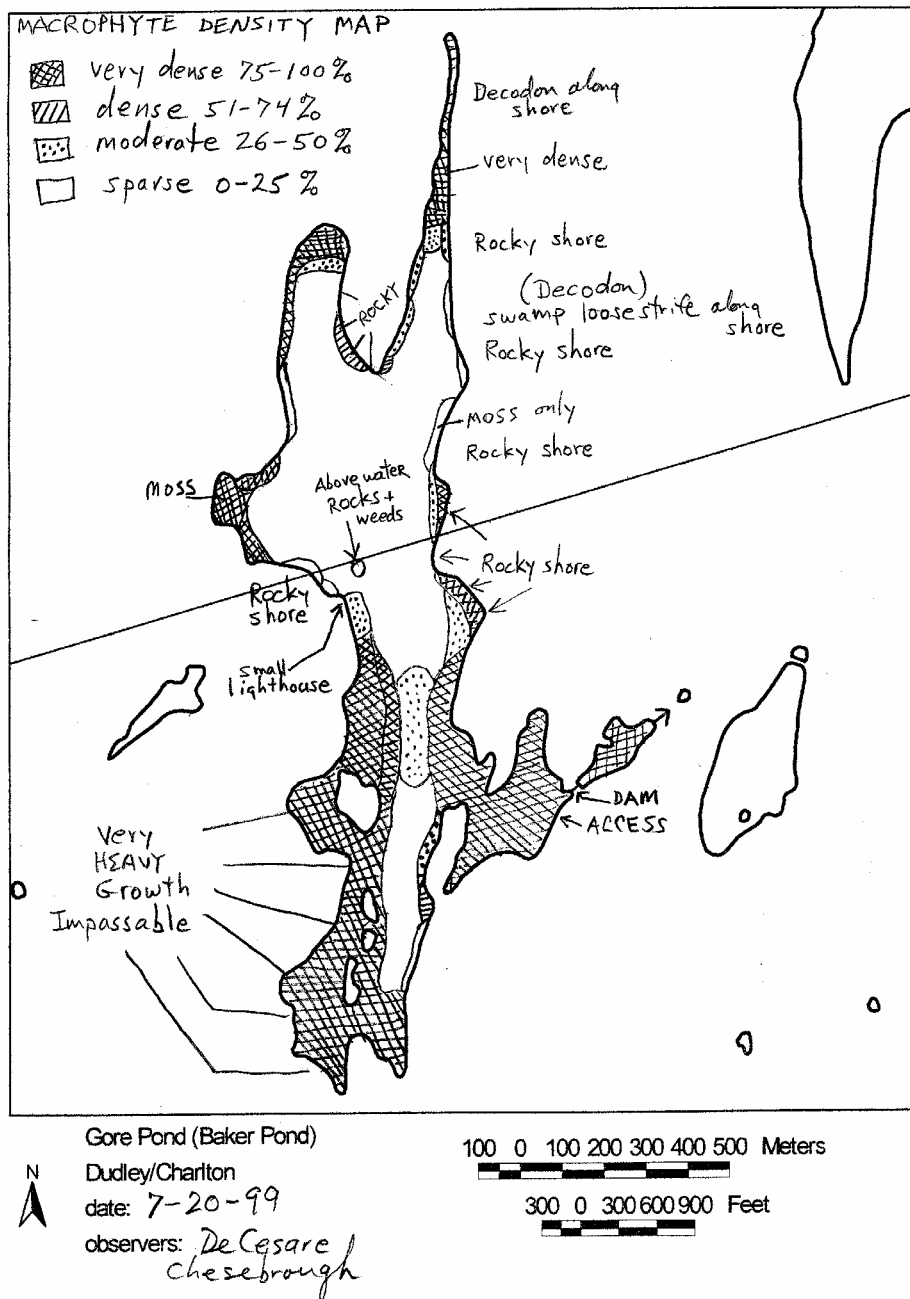 MACROPHYTE DENSITY MAP
very dense 75-100%
dense 51-74%
moderate 26-50%
sparse 0-25%
Decodon along
shore
very dense
Rocky shore
(Decodon)
swamp loosestrife along
shore
Rocky shore
ROCKY
MOSS only
Rocky shore
MOSS
Above water
ROCKS +
weeds
Rocky shore
Rocky
shore
small
lighthouse
DAM
ACCESS
Very
HEAVY
Growth
Impassable
Gore Pond (Baker Pond)
Dudley/Charlton
date: 7-20-99
observers: DeCesare
Chesebrough
N
100 0 100 200 300 400 500 Meters
300 0 300 600 900 Feet